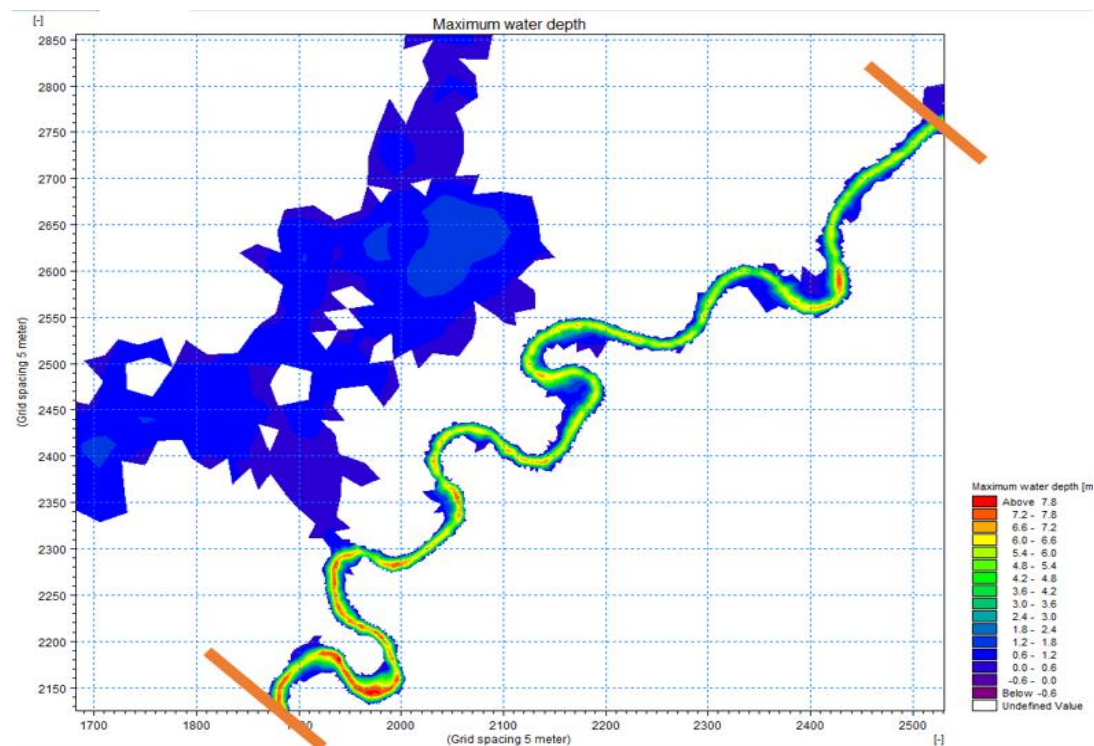 [-]
Maximum water depth
2850
2800
2750
2700
2650
2600
2550
2500
2450
2400
2350
2300
2250
2200
2150
(Grid spacing 5 meter)
1700 1800 1900 2000 2100 2200 2300 2400 2500
(Grid spacing 5 meter) [-]
Maximum water depth [m
Above 7.8
7.2 - 7.8
6.6 - 7.2
6.0 - 6.6
5.4 - 6.0
4.8 - 5.4
4.2 - 4.8
3.6 - 4.2
3.0 - 3.6
2.4 - 3.0
1.8 - 2.4
1.2 - 1.8
0.6 - 1.2
0.0 - 0.6
-0.6 - 0.0
Below -0.6
Undefined Value